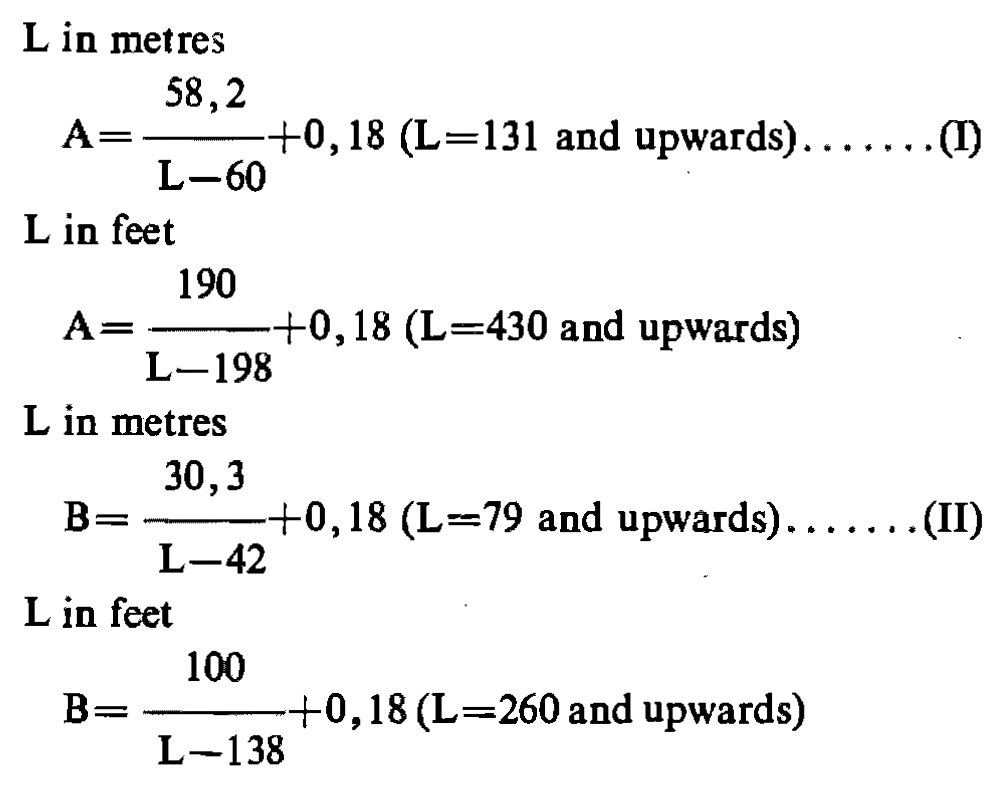 L in metres
58,2
A= ――― +0,18 (L=131 and upwards).......(I)
L−60
L in feet
190
A= ――― +0,18 (L=430 and upwards)
L−198
L in metres
30,3
B= ――― +0,18 (L=79 and upwards).......(II)
L−42
L in feet
100
B= ――― +0,18 (L=260 and upwards)
L−138